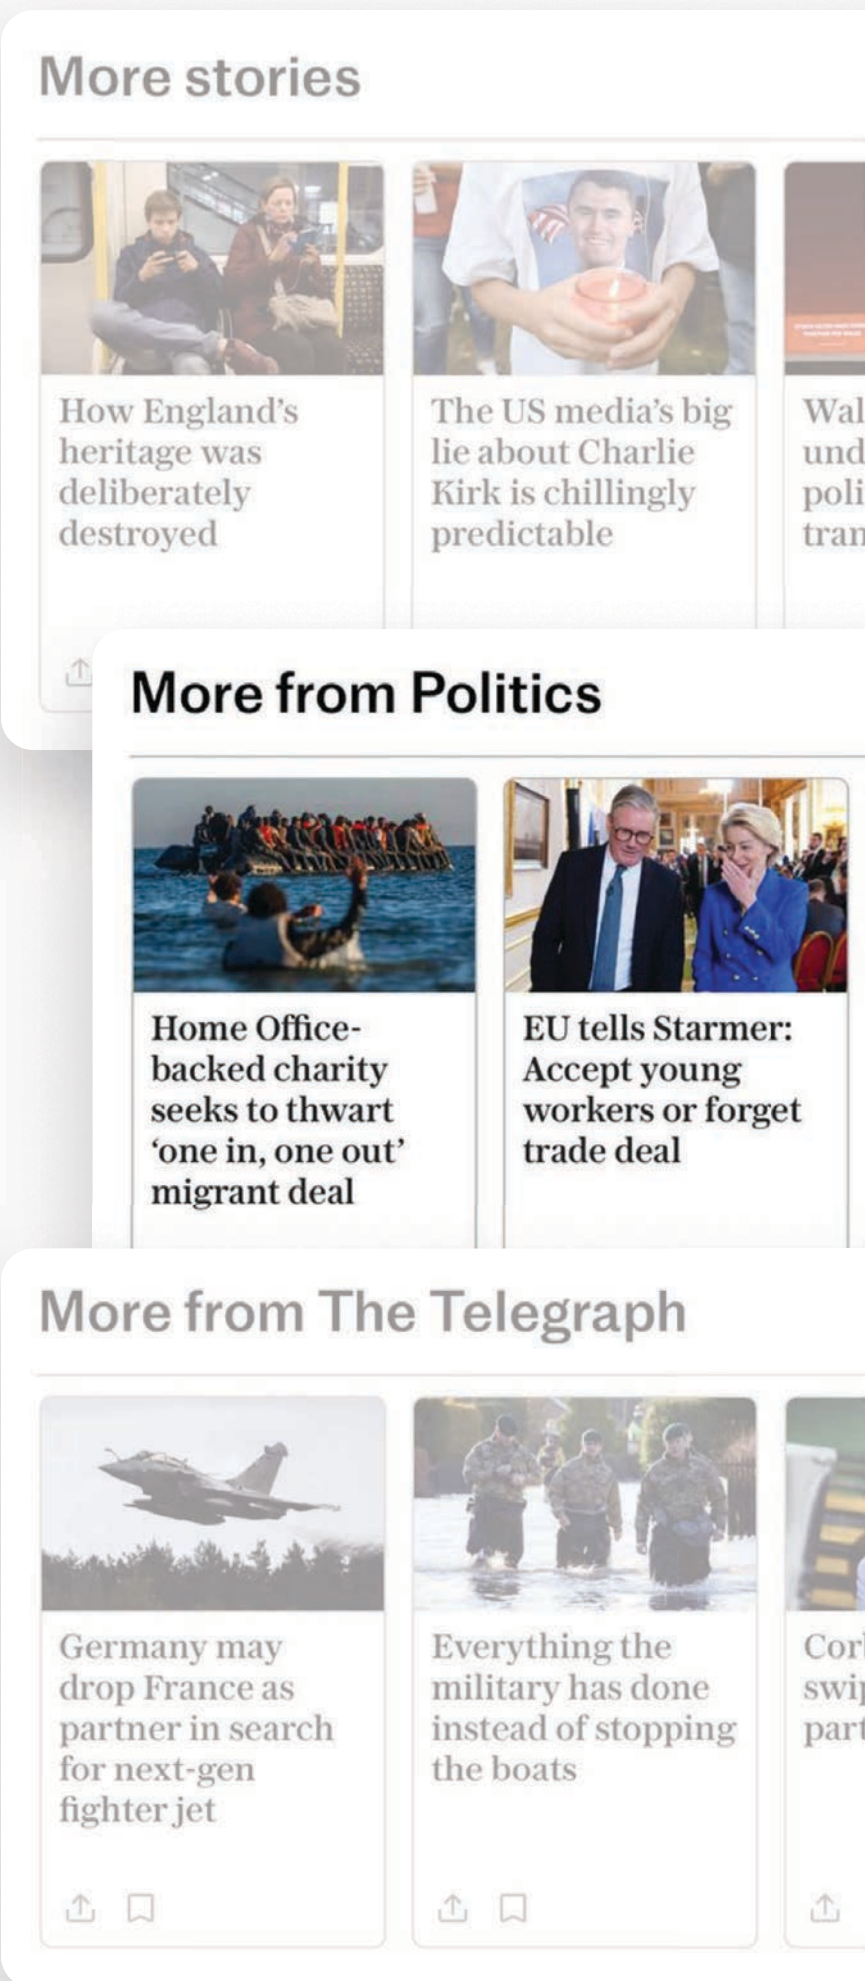 More stories
How England’s
heritage was
deliberately
destroyed
The US media’s big
lie about Charlie
Kirk is chillingly
predictable
More from Politics
Home Office-
backed charity
seeks to thwart
‘one in, one out’
migrant deal
EU tells Starmer:
Accept young
workers or forget
trade deal
More from The Telegraph
Germany may
drop France as
partner in search
for next-gen
fighter jet
Everything the
military has done
instead of stopping
the boats